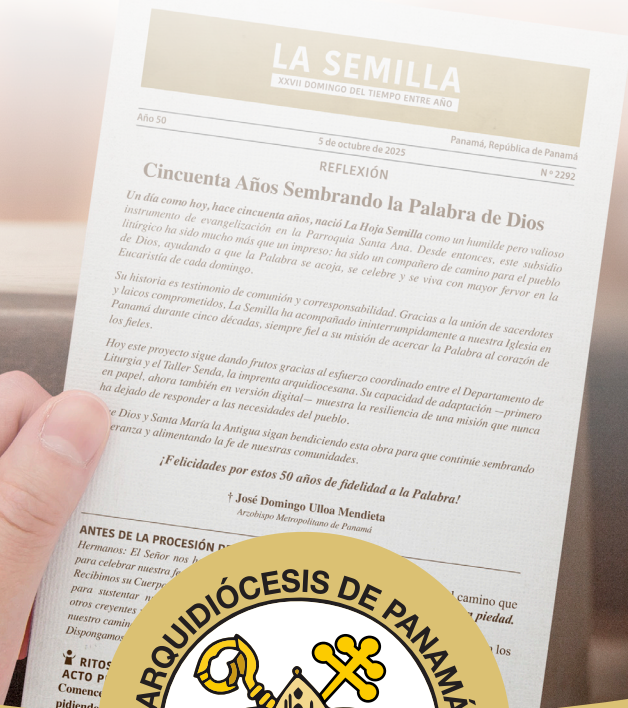 LA SEMILLA
XXVII DOMINGO DEL TIEMPO ENTRE AÑO
Año 50
5 de octubre de 2025
Panamá, República de Panamá
N º 2292
REFLEXIÓN
Cincuenta Años Sembrando la Palabra de Dios
Un día como hoy, hace cincuenta años, nació La Hoja Semilla como un humilde pero valioso
instrumento de evangelización en la Parroquia Santa Ana. Desde entonces, este subsidio
litúrgico ha sido mucho más que un impreso: ha sido un compañero de camino para el pueblo
de Dios, ayudando a que la Palabra se acoja, se celebre y se viva con mayor fervor en la
Eucaristía de cada domingo.
Su historia es testimonio de comunión y corresponsabilidad. Gracias a la unión de sacerdotes
y laicos comprometidos, La Semilla ha acompañado ininterrumpidamente a nuestra Iglesia en
Panamá durante cinco décadas, siempre fiel a su misión de acercar la Palabra al corazón de
los fieles.
Hoy este proyecto sigue dando frutos gracias al esfuerzo coordinado entre el Departamento de
Liturgia y el Taller Senda, la imprenta arquidiocesana. Su capacidad de adaptación —primero
en papel, ahora también en versión digital— muestra la resiliencia de una misión que nunca
ha dejado de responder a las necesidades del pueblo.
Dios y Santa María la Antigua sigan bendiciendo esta obra para que continúe sembrando
eranza y alimentando la fe de nuestras comunidades.
¡Felicidades por estos 50 años de fidelidad a la Palabra!
† José Domingo Ulloa Mendieta
Arzobispo Metropolitano de Panamá
ANTES DE LA PROCESIÓN D
Hermanos: El Señor nos h
para celebrar nuestra fe
l camino que
Recibimos su Cuerpo
piedad.
para sustentar n
otros creyentes
los
nuestro camin
Dispongamos
RITOS
ACTO P
Comence
pidiendo
ARQUIDIÓCESIS DE PANAMÁ